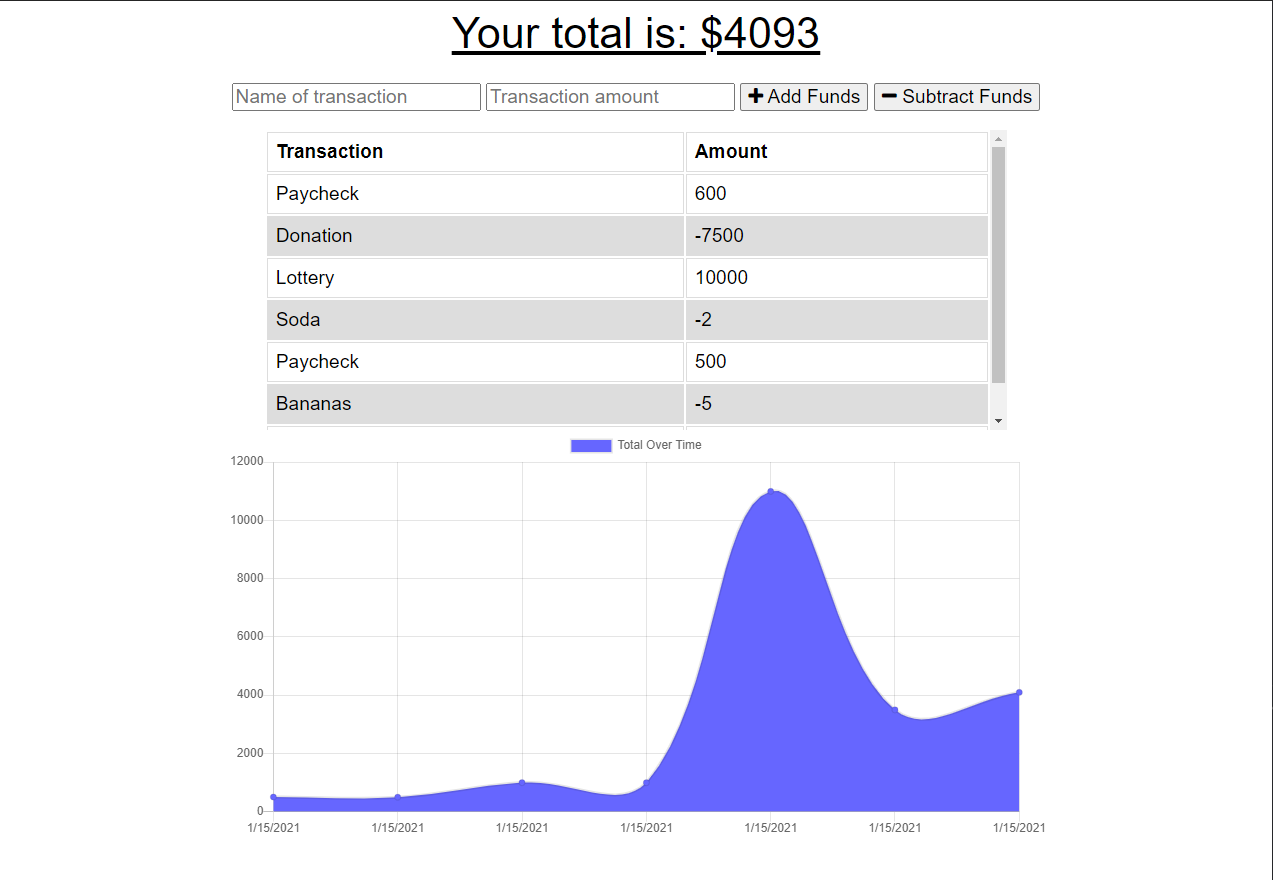 Your total is: $4093
Name of transaction Transaction amount Add Funds Subtract Funds
Transaction Amount
Paycheck 600
Donation -7500
Lottery 10000
Soda -2
Paycheck 500
Bananas -5
Total Over Time
12000
10000
8000
6000
4000
2000
0
1/15/2021 1/15/2021 1/15/2021 1/15/2021 1/15/2021 1/15/2021 1/15/2021